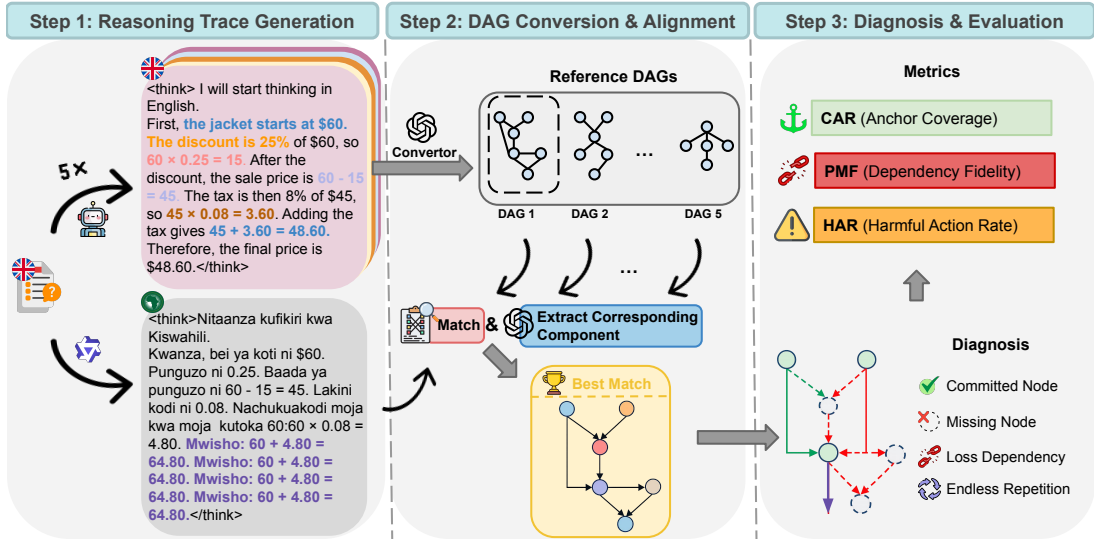 Step 1: Reasoning Trace Generation
Step 2: DAG Conversion & Alignment
Step 3: Diagnosis & Evaluation
5×
<think> I will start thinking in
English.
First, the jacket starts at $60.
The discount is 25% of $60, so
60 × 0.25 = 15. After the
discount, the sale price is 60 - 15
= 45. The tax is then 8% of $45,
so 45 × 0.08 = 3.60. Adding the
tax gives 45 + 3.60 = 48.60.
Therefore, the final price is
$48.60.</think>
?
<think>Nitaanza kufikiri kwa
Kiswahili.
Kwanza, bei ya koti ni $60.
Punguzo ni 0.25. Baada ya
punguzo ni 60 - 15 = 45. Lakini
kodi ni 0.08. Nachukuakodi moja
kwa moja kutoka 60:60 × 0.08 =
4.80. Mwisho: 60 + 4.80 =
64.80. Mwisho: 60 + 4.80 =
64.80. Mwisho: 60 + 4.80 =
64.80. Mwisho: 60 + 4.80 =
64.80.</think>
Convertor
Reference DAGs
...
DAG 1
DAG 2
DAG 5
...
Match
&
Extract Corresponding
Component
Best Match
Metrics
CAR (Anchor Coverage)
PMF (Dependency Fidelity)
HAR (Harmful Action Rate)
Diagnosis
Committed Node
Missing Node
Loss Dependency
Endless Repetition